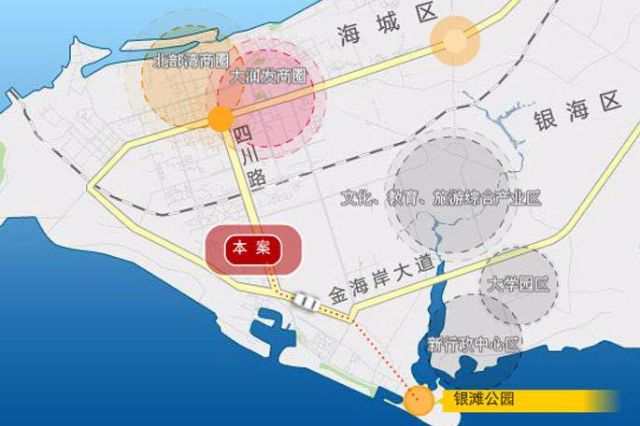 海城区
北部湾商圈
大润发商圈
银海区
四川路
文化、教育、旅游综合产业区
本案
金海岸大道
大学园区
新行政中心区
银滩公园